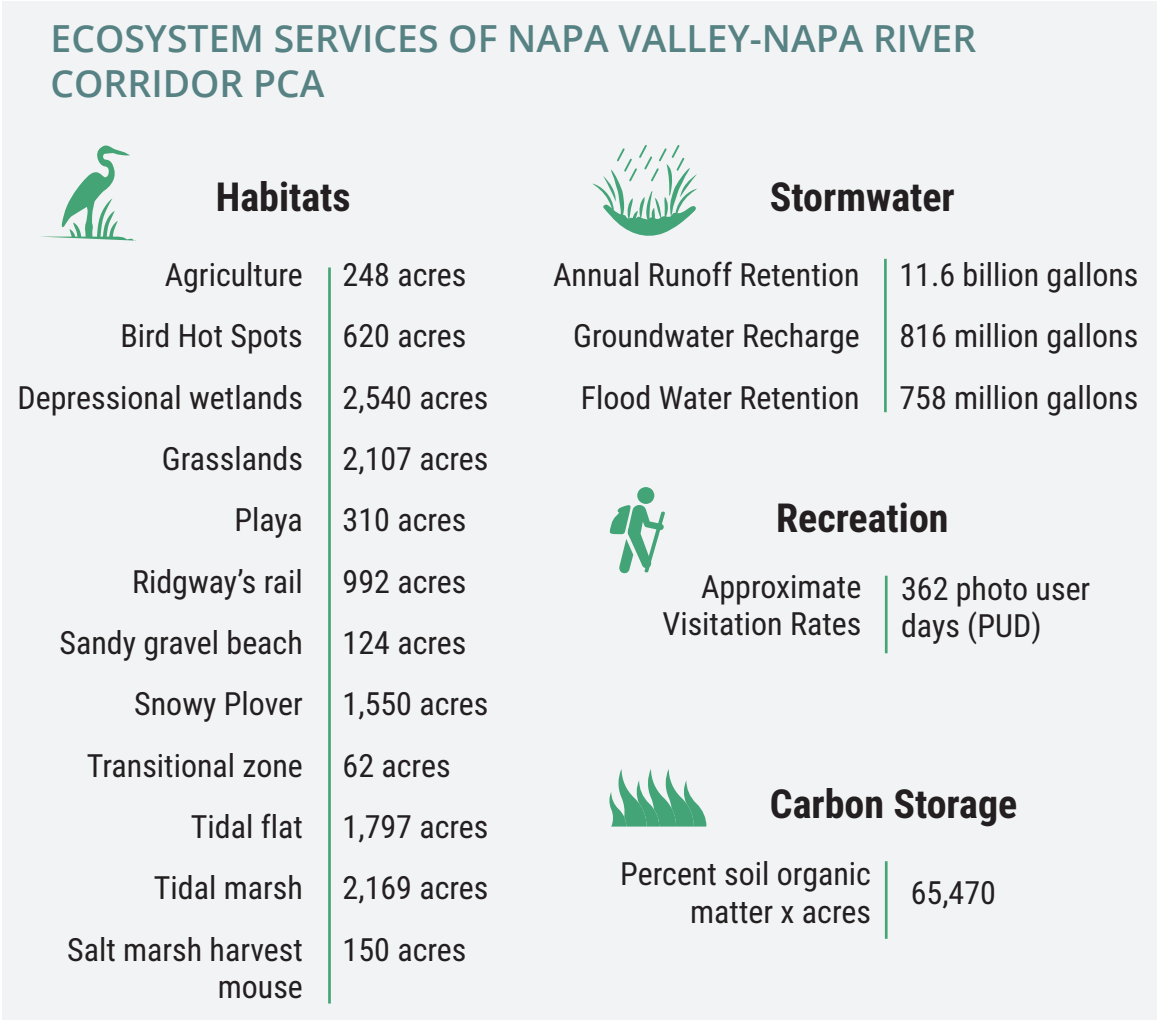 ECOSYSTEM SERVICES OF NAPA VALLEY-NAPA RIVER
CORRIDOR PCA
Habitats
Agriculture 248 acres
Bird Hot Spots 620 acres
Depressional wetlands 2,540 acres
Grasslands 2,107 acres
Playa 310 acres
Ridgway’s rail 992 acres
Sandy gravel beach 124 acres
Snowy Plover 1,550 acres
Transitional zone 62 acres
Tidal flat 1,797 acres
Tidal marsh 2,169 acres
Salt marsh harvest 150 acres
mouse
Stormwater
Annual Runoff Retention 11.6 billion gallons
Groundwater Recharge 816 million gallons
Flood Water Retention 758 million gallons
Recreation
Approximate 362 photo user
Visitation Rates days (PUD)
Carbon Storage
Percent soil organic
matter x acres 65,470